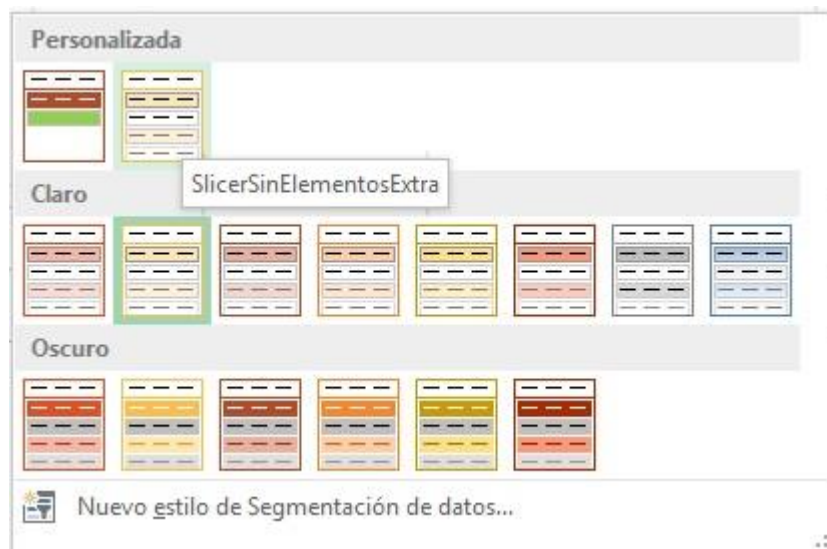 Personalizada
SlicerSinElementosExtra
Claro
Oscuro
Nuevo estilo de Segmentación de datos...